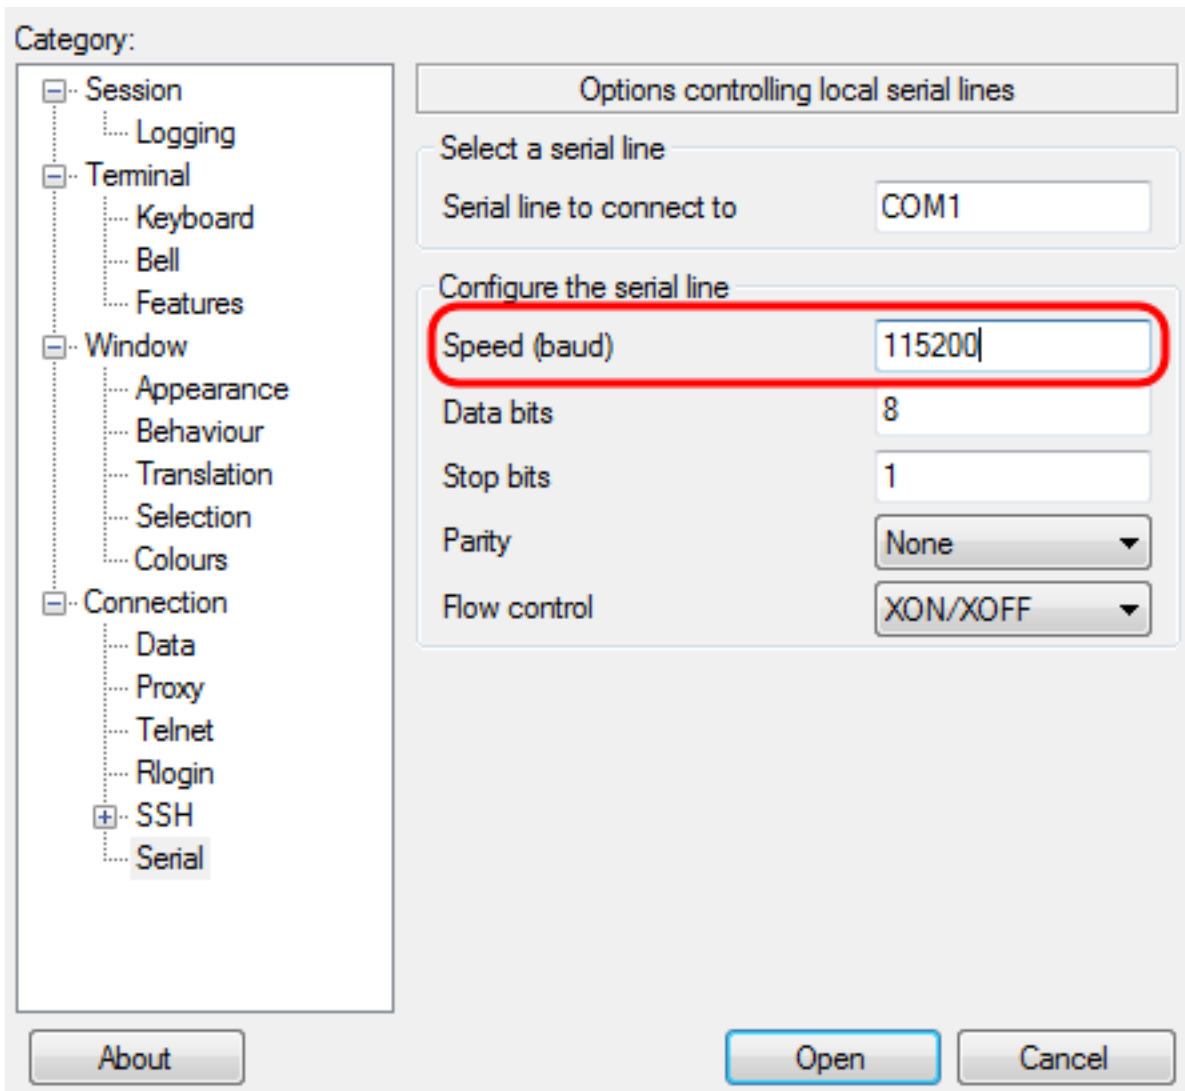 Category:
Session
Logging
Terminal
Keyboard
Bell
Features
Window
Appearance
Behaviour
Translation
Selection
Colours
Connection
Data
Proxy
Telnet
Rlogin
SSH
Serial
Options controlling local serial lines
Select a serial line
Serial line to connect to COM1
Configure the serial line
Speed (baud) 115200
Data bits 8
Stop bits 1
Parity None
Flow control XON/XOFF
About Open Cancel